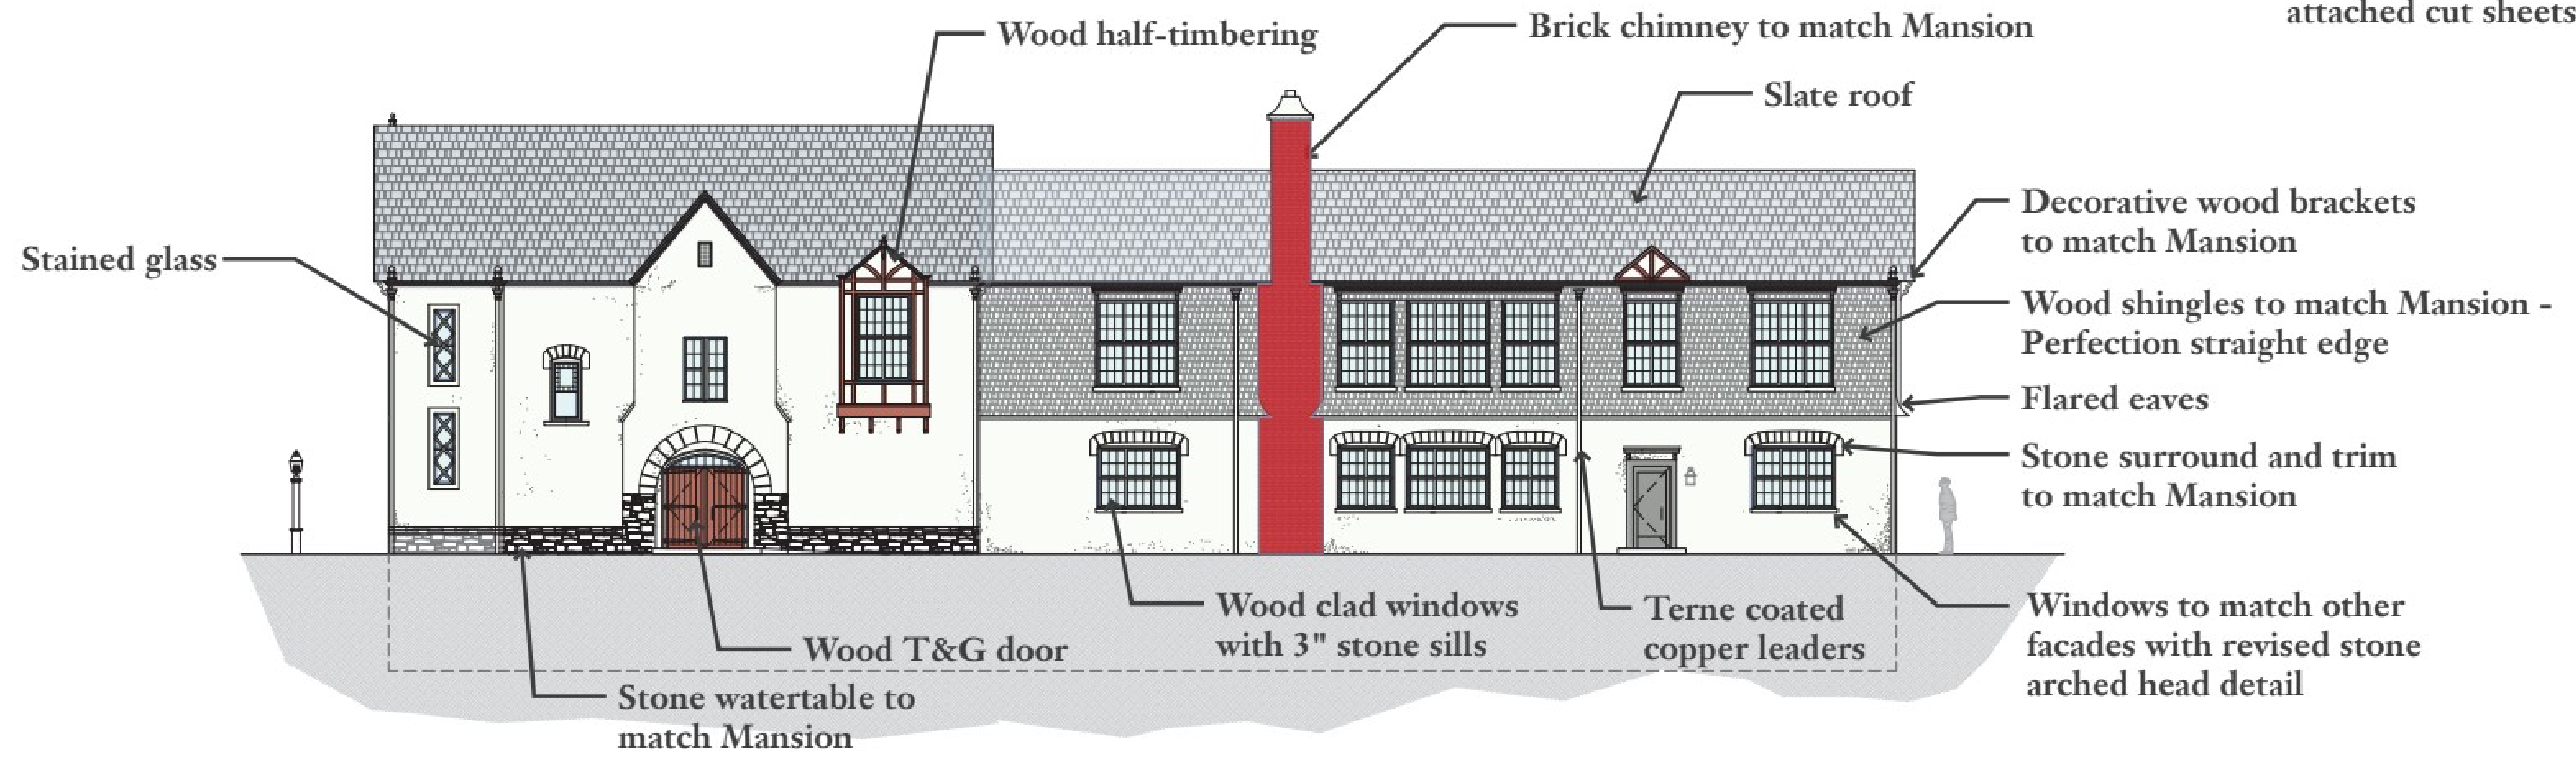 attached cut sheets
Wood half-timbering
Brick chimney to match Mansion
Slate roof
Stained glass
Decorative wood brackets
to match Mansion
Wood shingles to match Mansion -
Perfection straight edge
Flared eaves
Stone surround and trim
to match Mansion
Wood clad windows
with 3" stone sills
Terne coated
copper leaders
Windows to match other
facades with revised stone
arched head detail
Wood T&G door
Stone watertable to
match Mansion